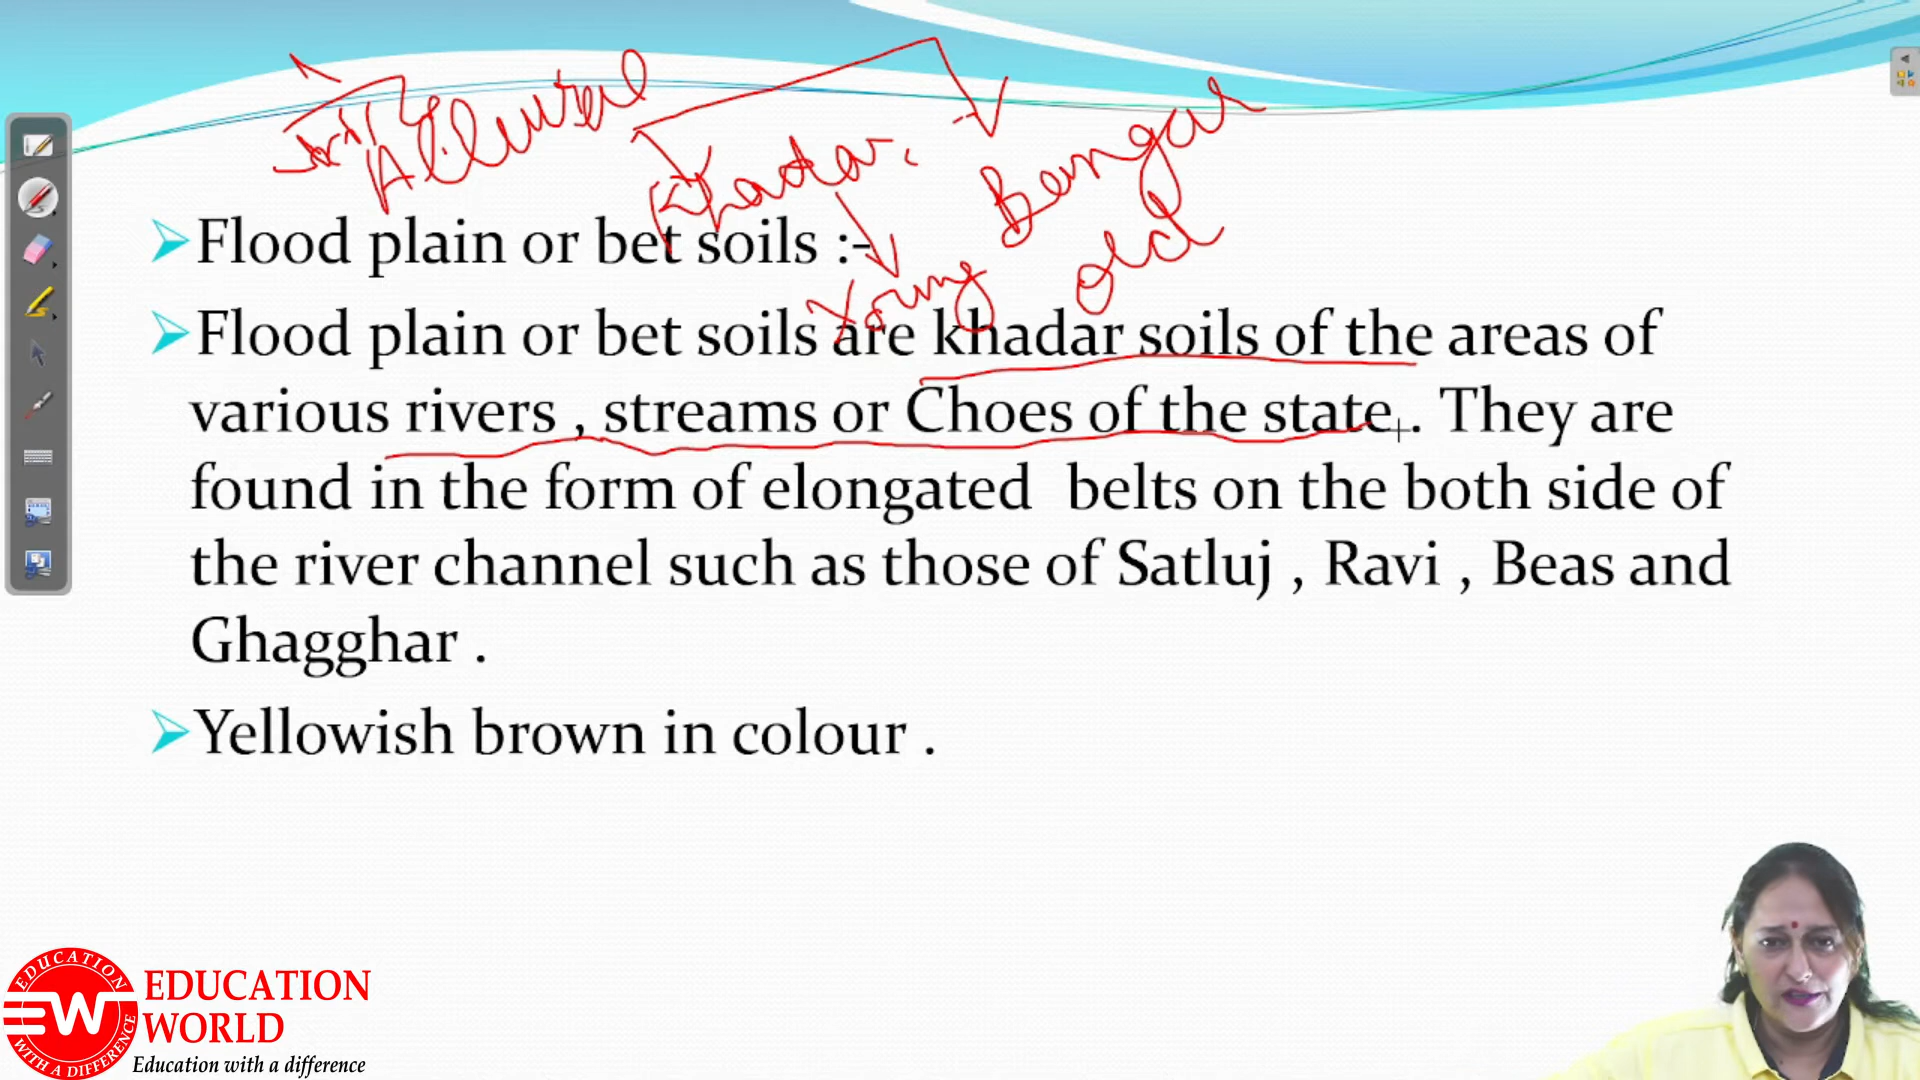 Alluvial
Khadar
Bangar
Young
old
Flood plain or bet soils :-
Flood plain or bet soils are khadar soils of the areas of
various rivers , streams or Choes of the state . They are
found in the form of elongated belts on the both side of
the river channel such as those of Satluj , Ravi , Beas and
Ghagghar .
Yellowish brown in colour .
EDUCATION
WITH A DIFFERENCE
EW
EDUCATION
WORLD
Education with a difference